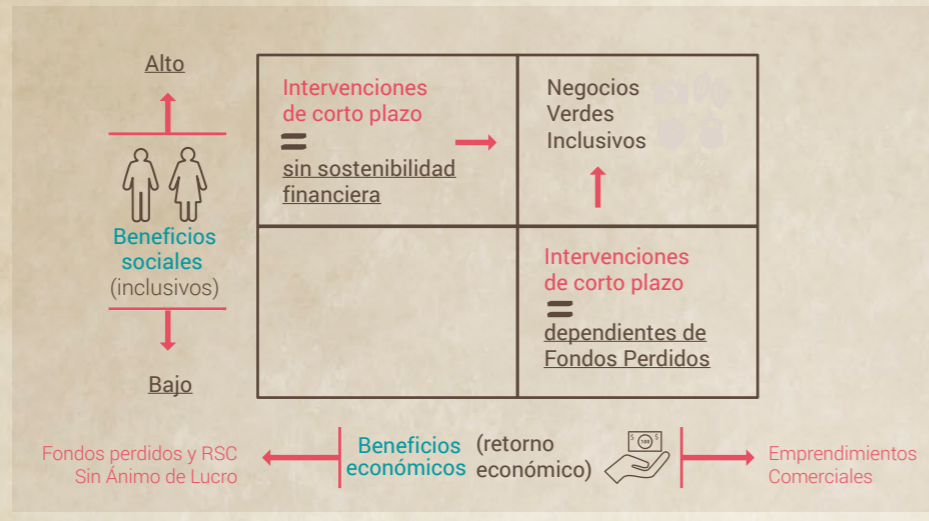 Alto
Beneficios
sociales
(inclusivos)
Bajo
Intervenciones
de corto plazo
=
sin sostenibilidad
financiera
Negocios
Verdes
Inclusivos
Intervenciones
de corto plazo
=
dependientes de
Fondos Perdidos
Fondos perdidos y RSC
Sin Ánimo de Lucro
Beneficios (retorno
económicos económico)
$ 100 $
Emprendimientos
Comerciales